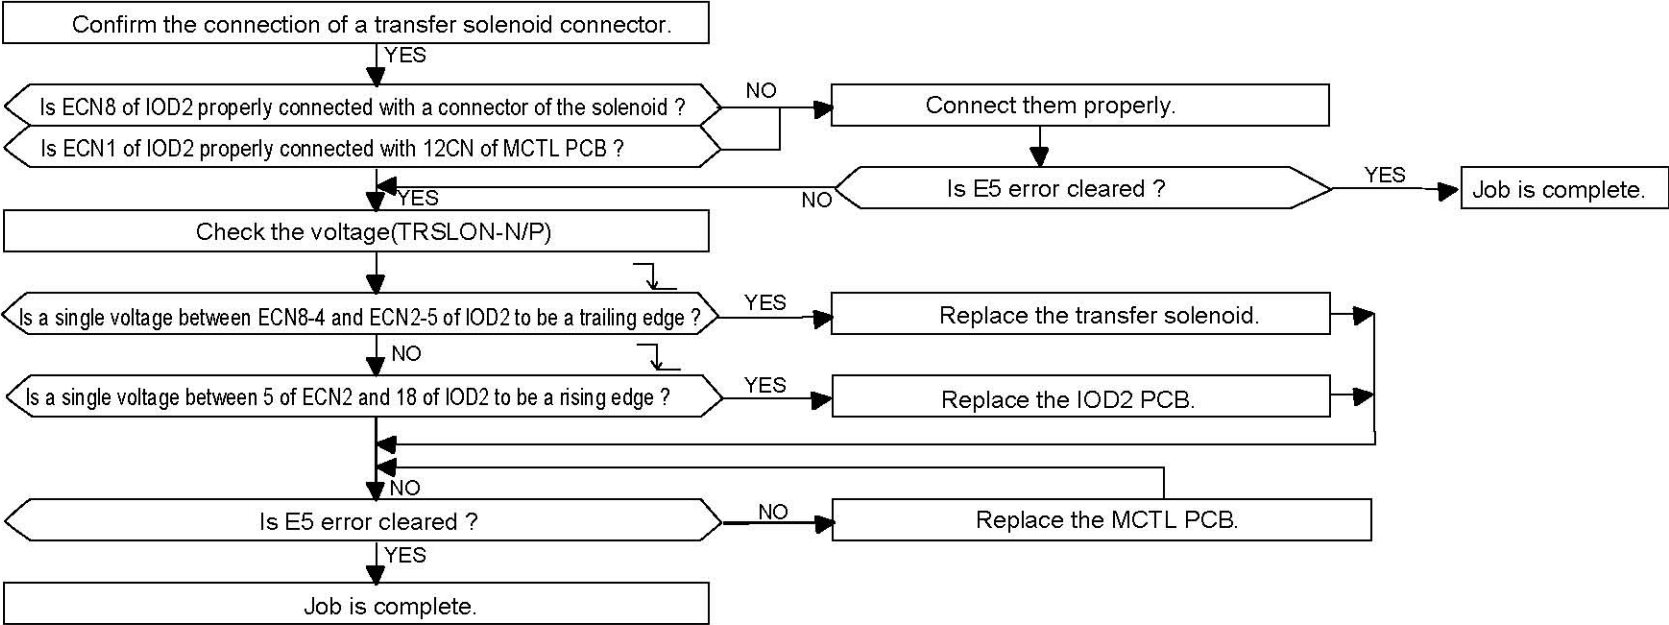 Confirm the connection of a transfer solenoid connector.
YES
Is ECN8 of IOD2 properly connected with a connector of the solenoid ?
NO
Connect them properly.
Is ECN1 of IOD2 properly connected with 12CN of MCTL PCB ?
Is E5 error cleared ?
YES
Job is complete.
NO
YES
Check the voltage(TRSLON-N/P)
Is a single voltage between ECN8-4 and ECN2-5 of IOD2 to be a trailing edge ?
YES
Replace the transfer solenoid.
NO
Is a single voltage between 5 of ECN2 and 18 of IOD2 to be a rising edge ?
YES
Replace the IOD2 PCB.
NO
Is E5 error cleared ?
NO
Replace the MCTL PCB.
YES
Job is complete.